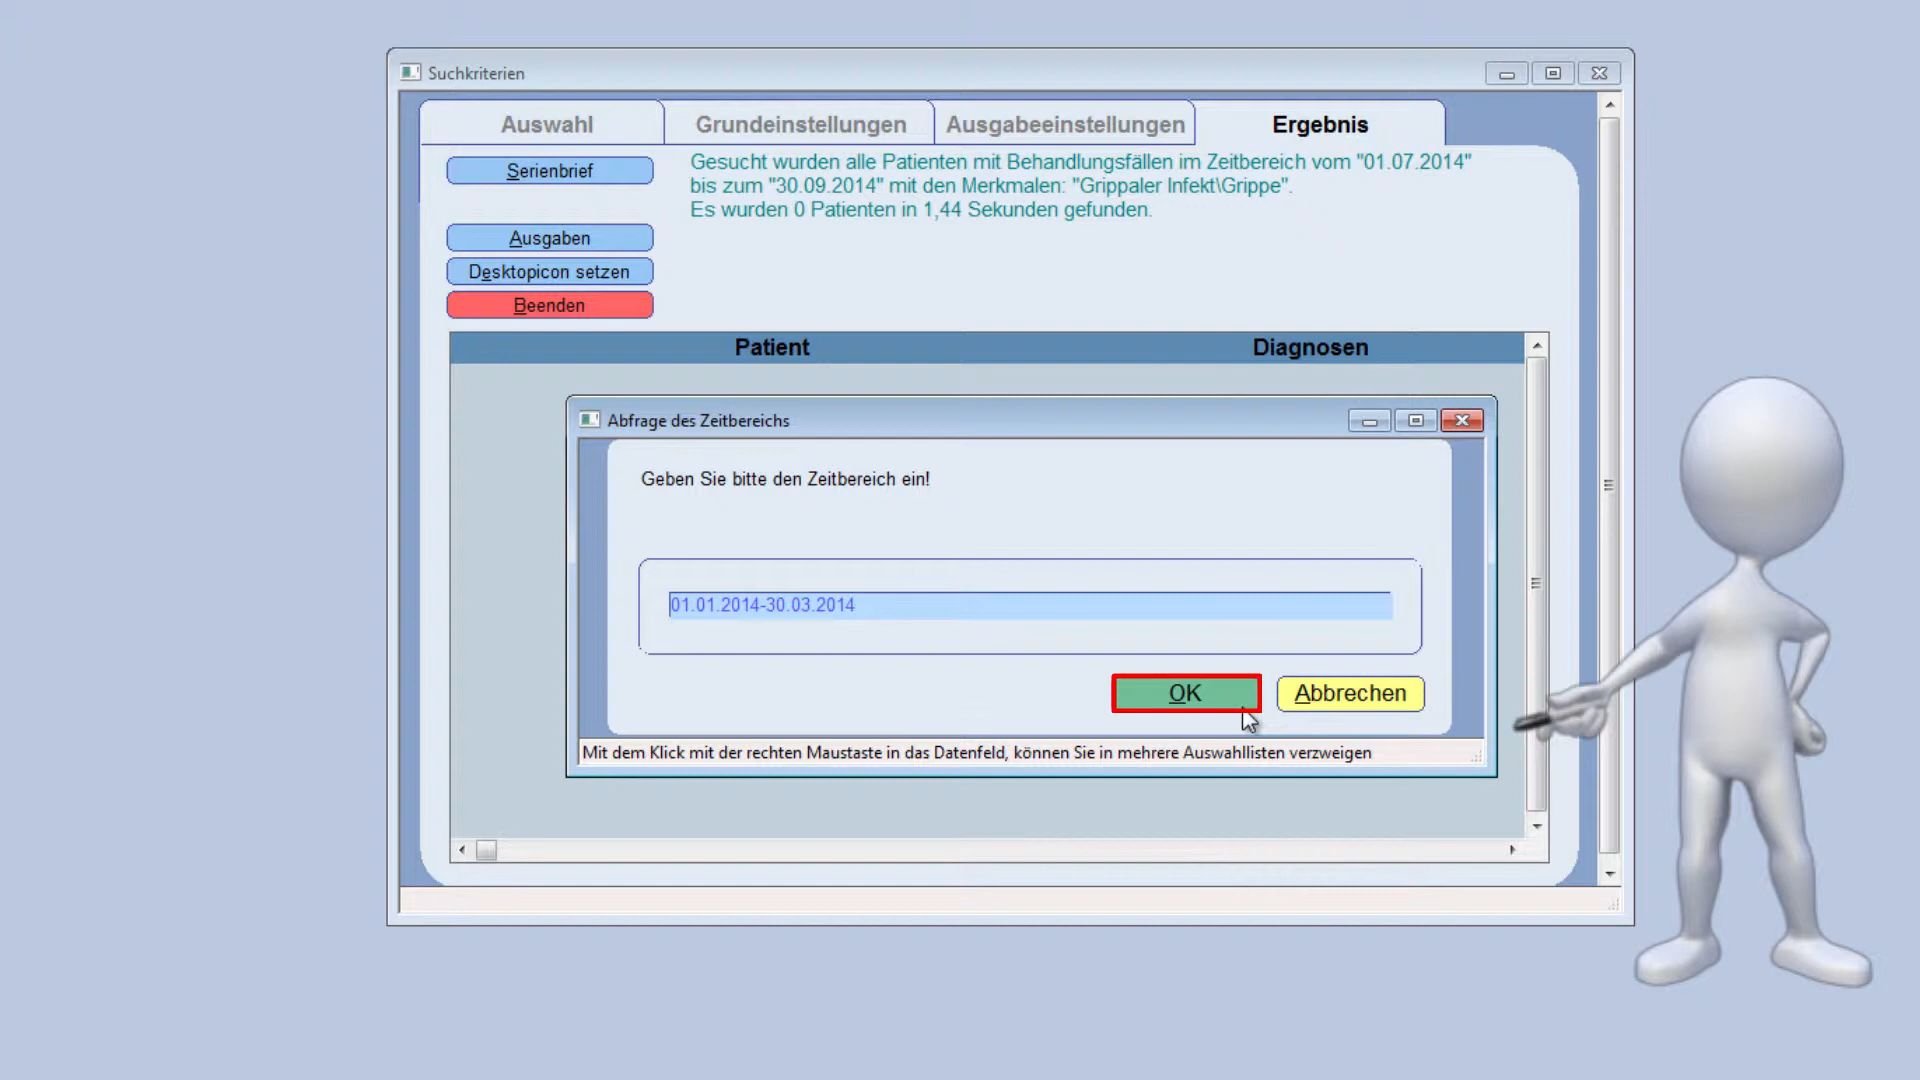 Suchkriterien
Auswahl
Grundeinstellungen
Ausgabeeinstellungen
Ergebnis
Serienbrief
Gesucht wurden alle Patienten mit Behandlungsfällen im Zeitbereich vom "01.07.2014"
bis zum "30.09.2014" mit den Merkmalen: "Grippaler Infekt\Grippe".
Es wurden 0 Patienten in 1,44 Sekunden gefunden.
Ausgaben
Desktopicon setzen
Beenden
Patient
Diagnosen
Abfrage des Zeitbereichs
Geben Sie bitte den Zeitbereich ein!
01.01.2014-30.03.2014
OK
Abbrechen
Mit dem Klick mit der rechten Maustaste in das Datenfeld, können Sie in mehrere Auswahllisten verzweigen